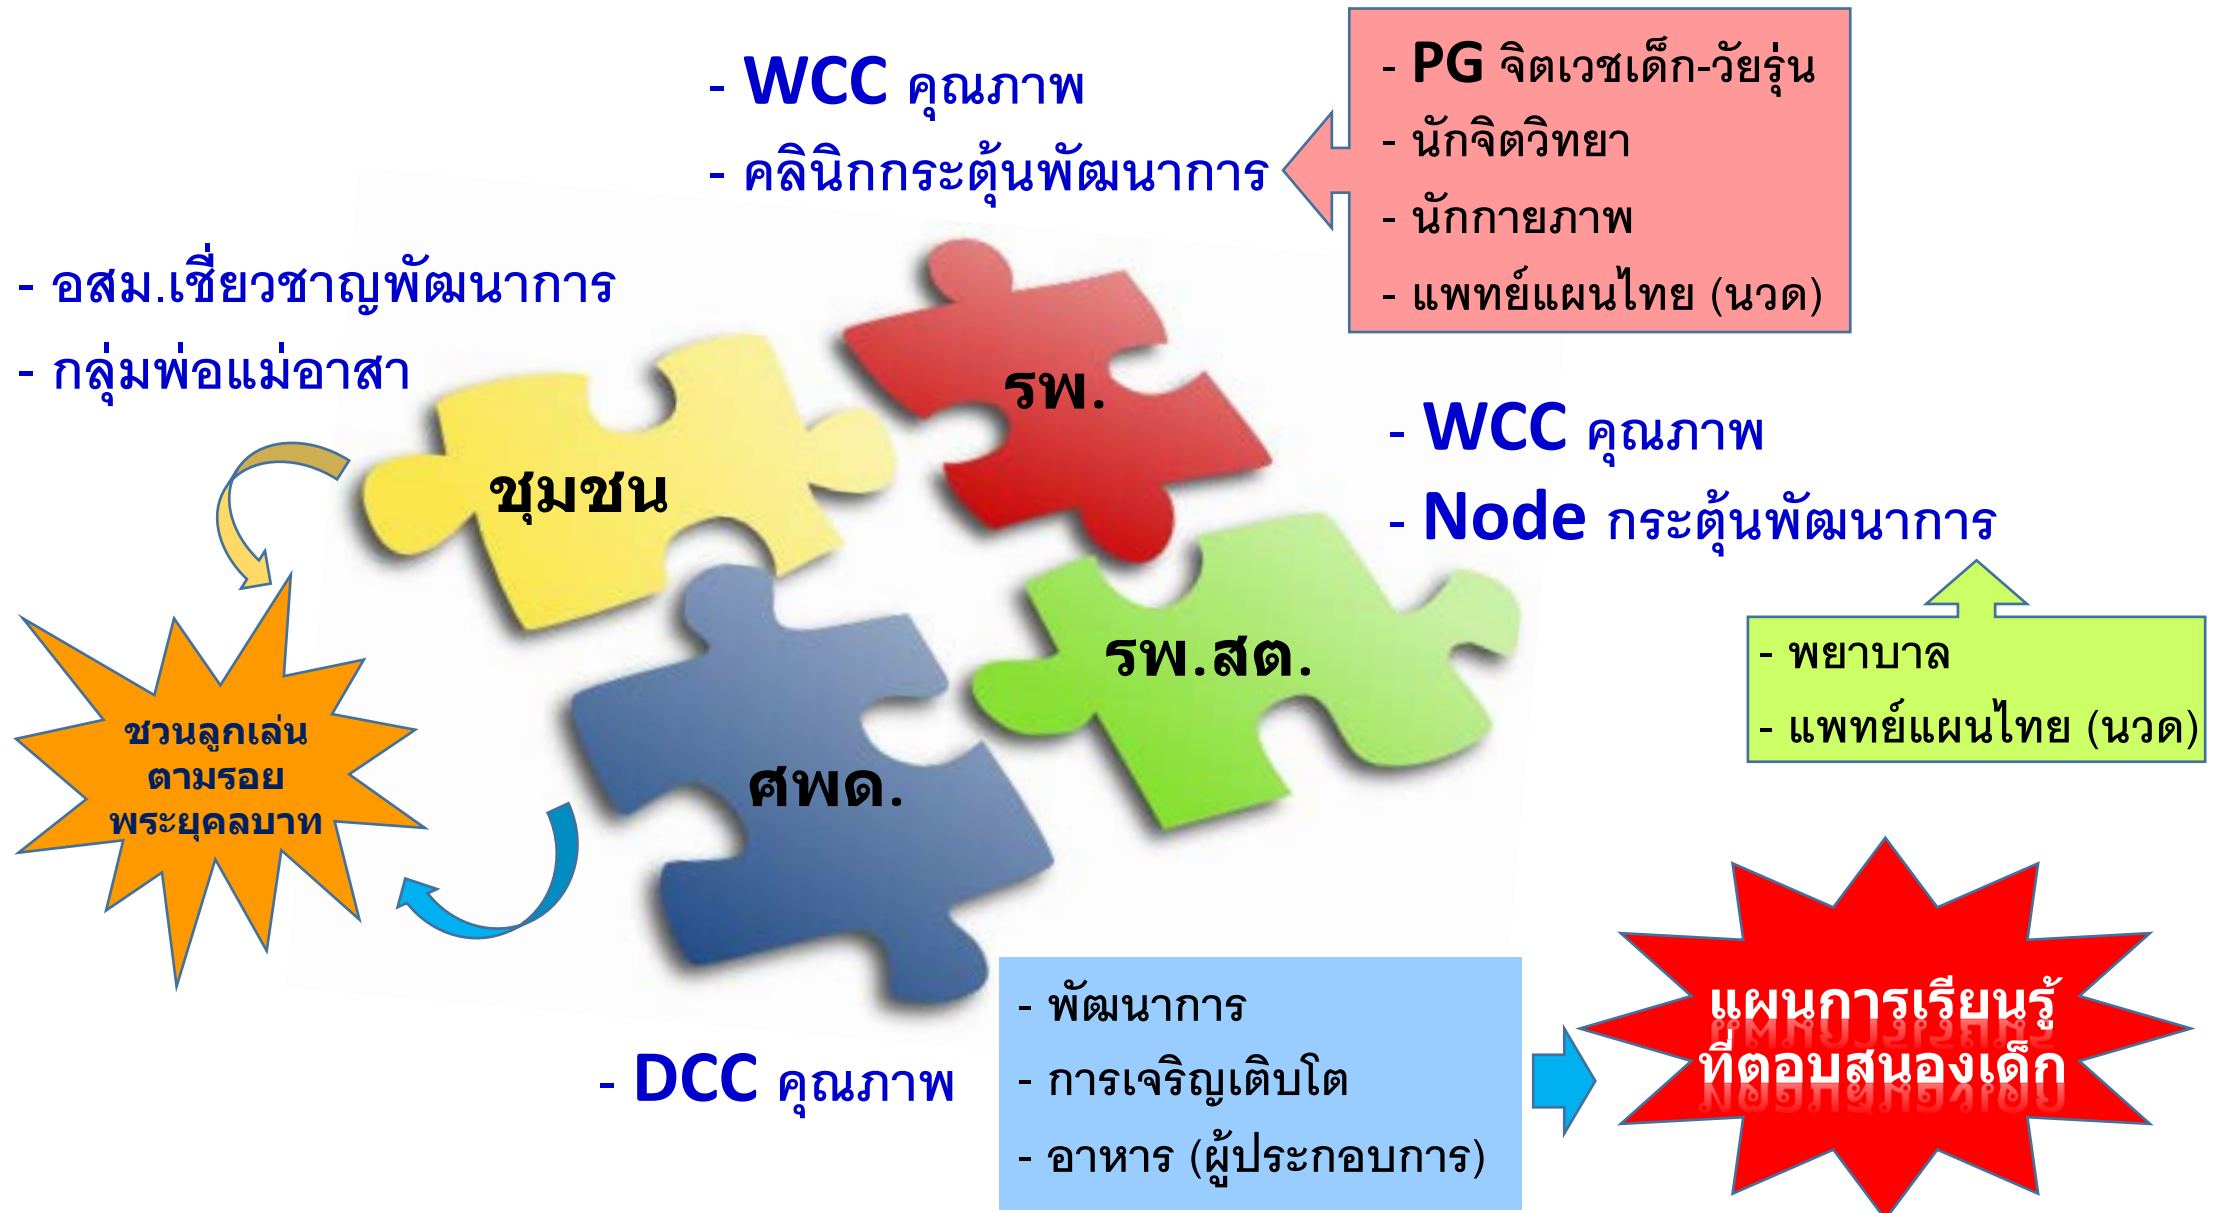 - WCC คุณภาพ
- คลินิกกระตุ้นพัฒนาการ
- PG จิตเวชเด็ก-วัยรุ่น
- นักจิตวิทยา
- นักกายภาพ
- แพทย์แผนไทย (นวด)
- อสม.เชี่ยวชาญพัฒนาการ
- กลุ่มพ่อแม่อาสา
รพ.
ชุมชน
- WCC คุณภาพ
- Node กระตุ้นพัฒนาการ
รพ.สต.
- พยาบาล
- แพทย์แผนไทย (นวด)
ชวนลูกเล่น
ตามรอย
พระยุคลบาท
ศพด.
- DCC คุณภาพ
- พัฒนาการ
- การเจริญเติบโต
- อาหาร (ผู้ประกอบการ)
แผนการเรียนรู้
ที่ตอบสนองเด็ก